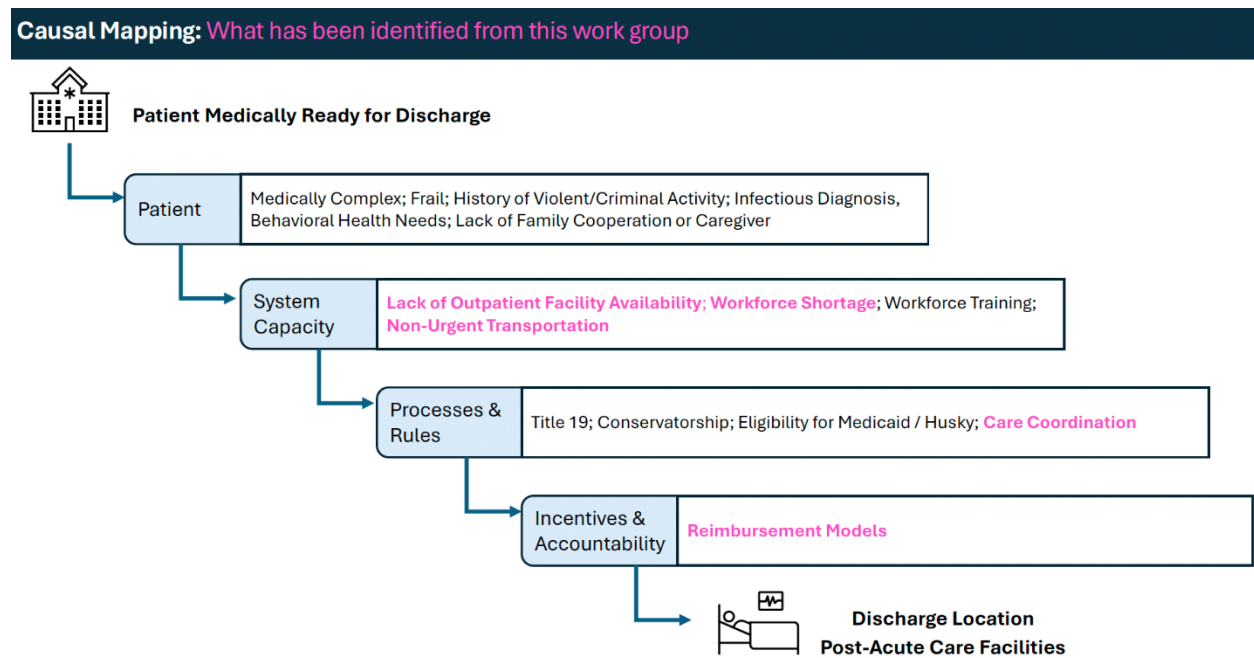 Causal Mapping: What has been identified from this work group
Patient Medically Ready for Discharge
Patient
Medically Complex; Frail; History of Violent/Criminal Activity; Infectious Diagnosis,
Behavioral Health Needs; Lack of Family Cooperation or Caregiver
System
Capacity
Lack of Outpatient Facility Availability; Workforce Shortage; Workforce Training;
Non-Urgent Transportation
Processes &
Rules
Title 19; Conservatorship; Eligibility for Medicaid / Husky; Care Coordination
Incentives &
Accountability
Reimbursement Models
Discharge Location
Post-Acute Care Facilities